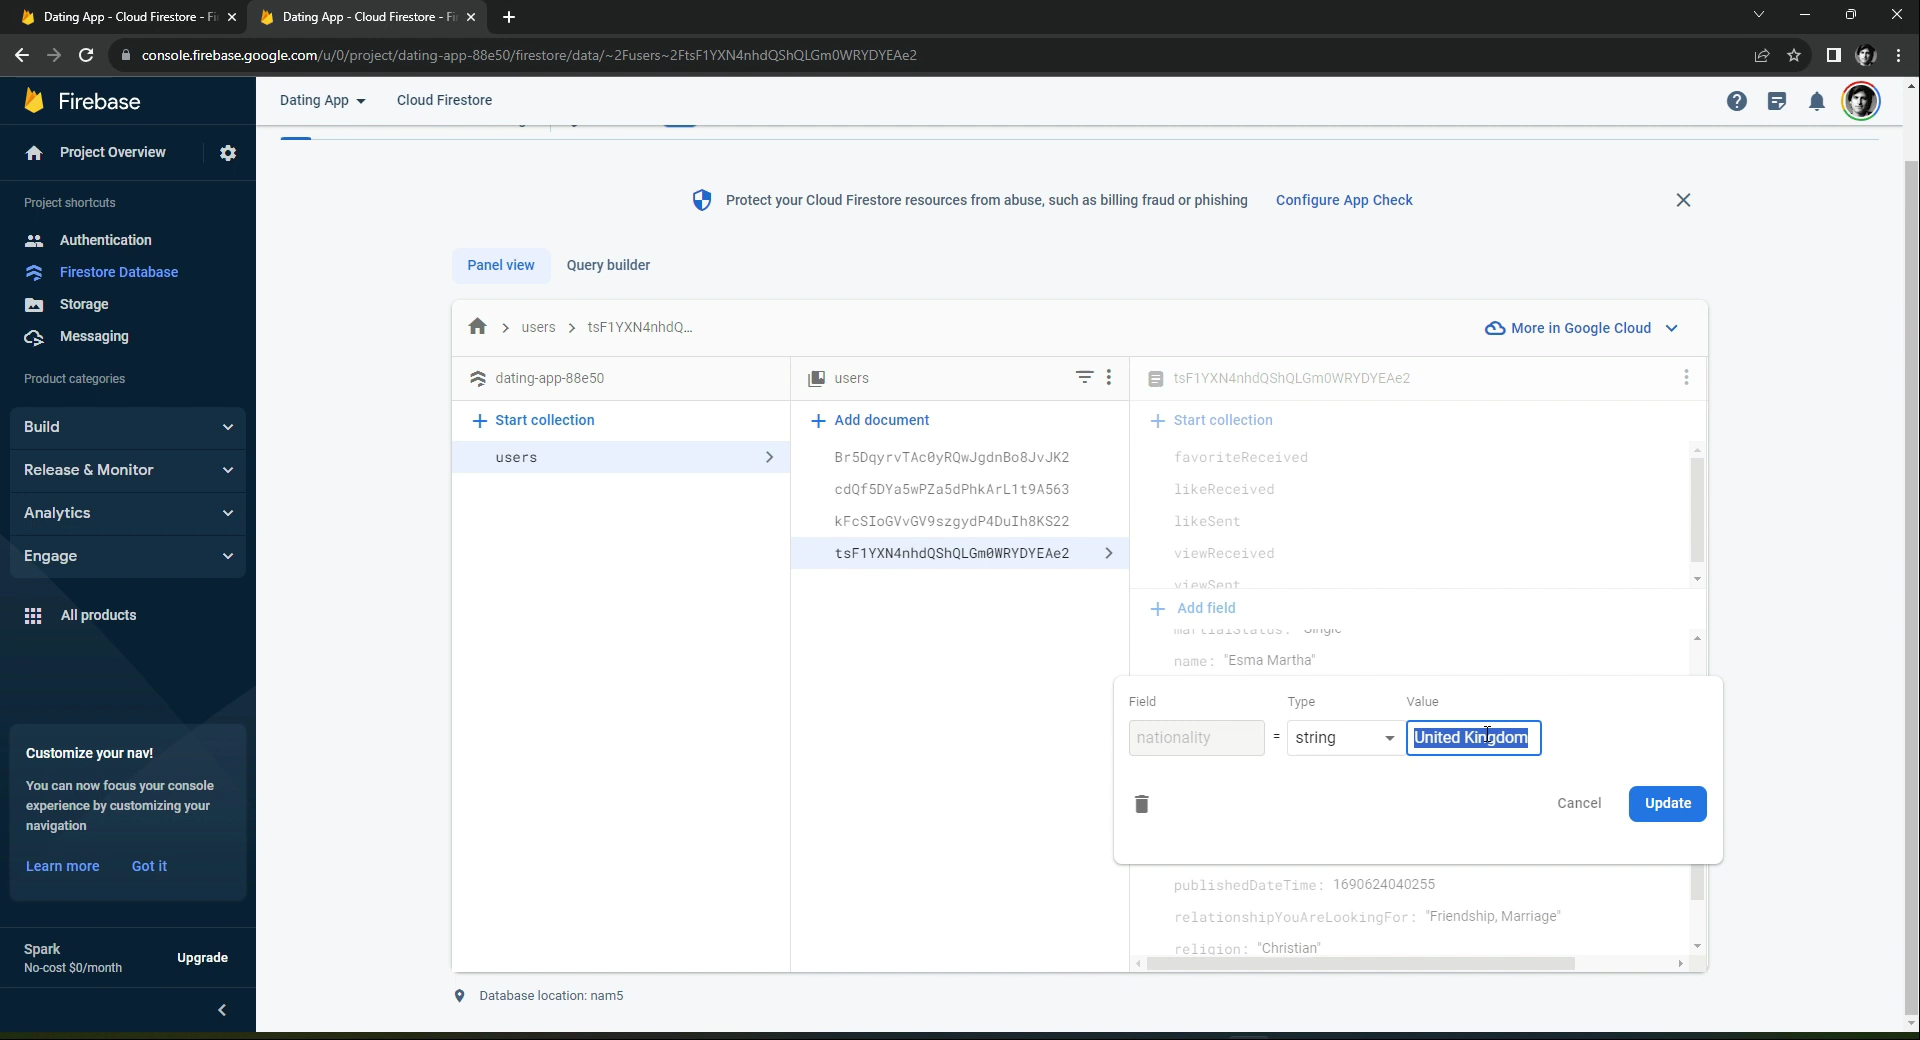 Dating App - Cloud Firestore - Fi
Dating App - Cloud Firestore - Fi
console.firebase.google.com/u/0/project/dating-app-88e50/firestore/data/~2Fusers~2FtsF1YXN4nhdQShQLGm0WRYDYEAe2
Firebase
Dating App
Cloud Firestore
Project Overview
Project shortcuts
Authentication
Firestore Database
Storage
Messaging
Product categories
Build
Release & Monitor
Analytics
Engage
All products
Customize your nav!
You can now focus your console
experience by customizing your
navigation
Learn more Got it
Spark
No-cost $0/month
Upgrade
Protect your Cloud Firestore resources from abuse, such as billing fraud or phishing Configure App Check
Panel view Query builder
users > tsF1YXN4nhdQ...
More in Google Cloud
dating-app-88e50
+ Start collection
users
users
+ Add document
Br5DqyrvTAc0yRQwJgdnBo8JvJK2
cdQf5DYa5wPZa5dPhkArL1t9A563
kFcSIoGVvGV9szgydP4DuIh8KS22
tsF1YXN4nhdQShQLGm0WRYDYEAe2
tsF1YXN4nhdQShQLGm0WRYDYEAe2
+ Start collection
favoriteReceived
likeReceived
likeSent
viewReceived
viewSent
+ Add field
martialStatus: "Single"
name: "Esma Martha"
Field Type Value
nationality = string United Kingdom
Cancel Update
publishedDateTime: 1690624040255
relationshipYouAreLookingFor: "Friendship, Marriage"
religion: "Christian"
Database location: nam5